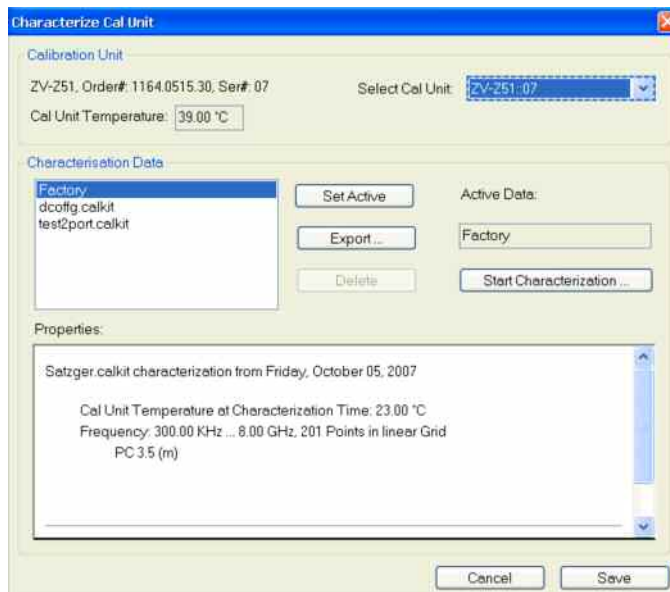 Characterize Cal Unit
Calibration Unit
ZV-Z51, Order#: 1164.0515.30, Ser#: 07
Select Cal Unit:
ZV-Z51::07
Cal Unit Temperature:
39.00 °C
Characterisation Data
Factory
dcoffg.calkit
test2port.calkit
Set Active
Export ...
Delete
Active Data:
Factory
Start Characterization ...
Properties:
Satzger.calkit characterization from Friday, October 05, 2007
Cal Unit Temperature at Characterization Time: 23.00 °C
Frequency: 300.00 KHz ... 8.00 GHz, 201 Points in linear Grid
PC 3.5 (m)
Cancel
Save